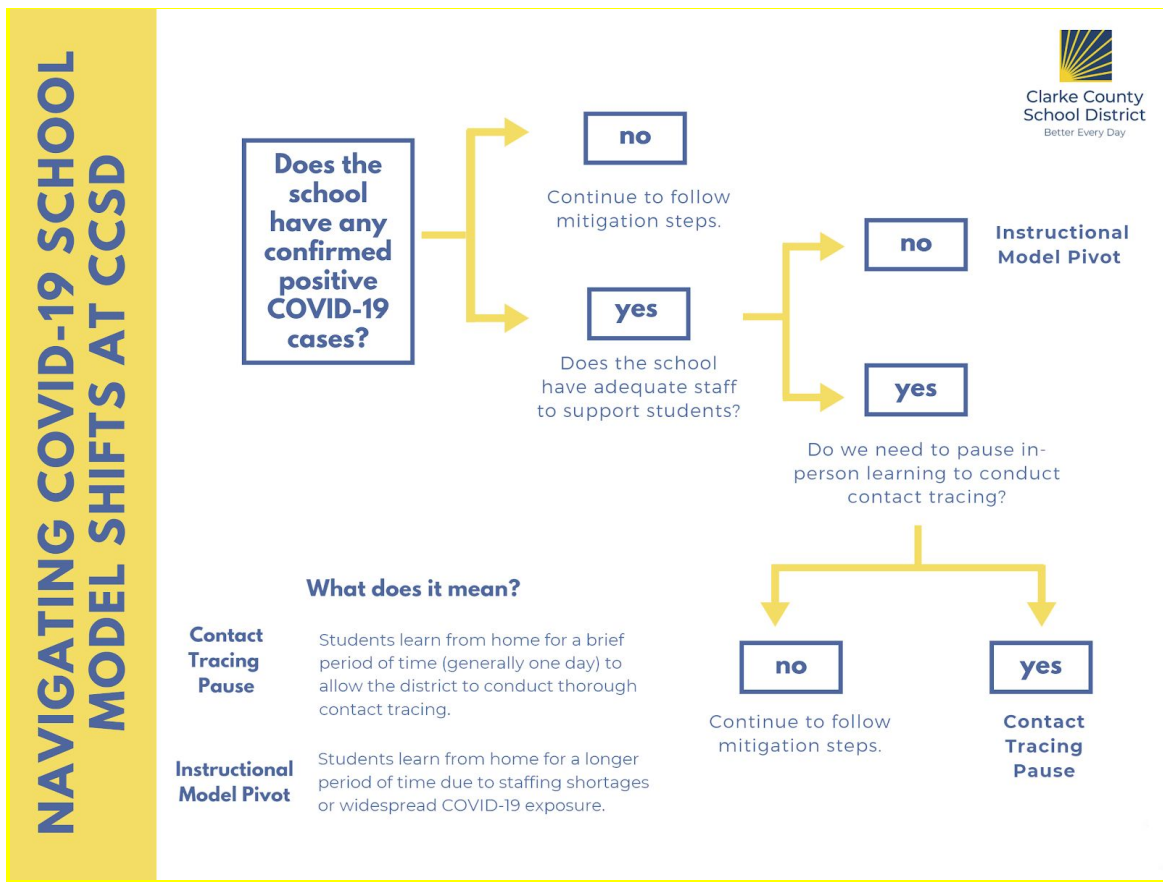 NAVIGATING COVID-19 SCHOOL
MODEL SHIFTS AT CCSD
Clarke County
School District
Better Every Day
Does the
school
have any
confirmed
positive
COVID-19
cases?
no
Continue to follow
mitigation steps.
yes
Does the school
have adequate staff
to support students?
no
Instructional
Model Pivot
yes
Do we need to pause in-
person learning to conduct
contact tracing?
no
Continue to follow
mitigation steps.
yes
Contact
Tracing
Pause
What does it mean?
Contact
Tracing
Pause
Students learn from home for a brief
period of time (generally one day) to
allow the district to conduct thorough
contact tracing.
Instructional
Model Pivot
Students learn from home for a longer
period of time due to staffing shortages
or widespread COVID-19 exposure.